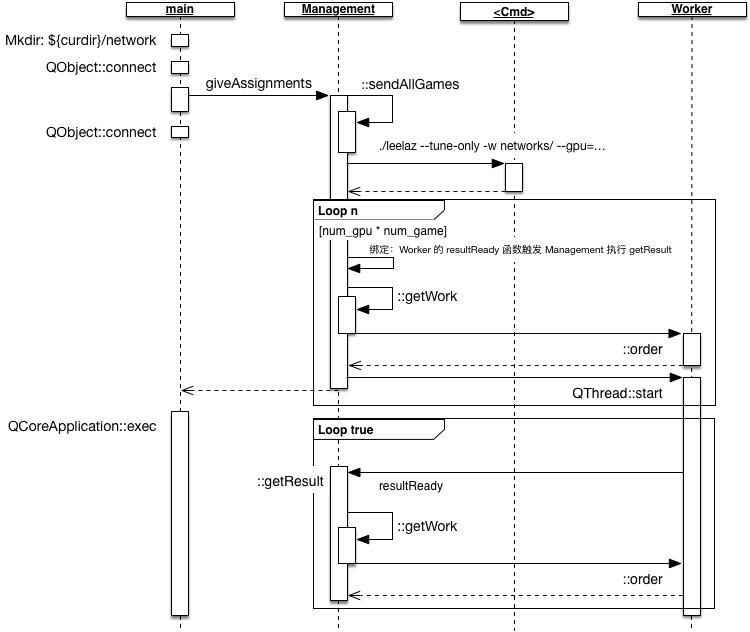 main
Management
<Cmd>
Worker
Mkdir: ${curdir}/network
QObject::connect
giveAssignments
::sendAllGames
QObject::connect
./leelaz --tune-only -w networks/ --gpu=...
Loop n
[num_gpu * num_game]
绑定：Worker 的 resultReady 函数触发 Management 执行 getResult
::getWork
::order
QThread::start
QCoreApplication::exec
Loop true
::getResult
resultReady
::getWork
::order